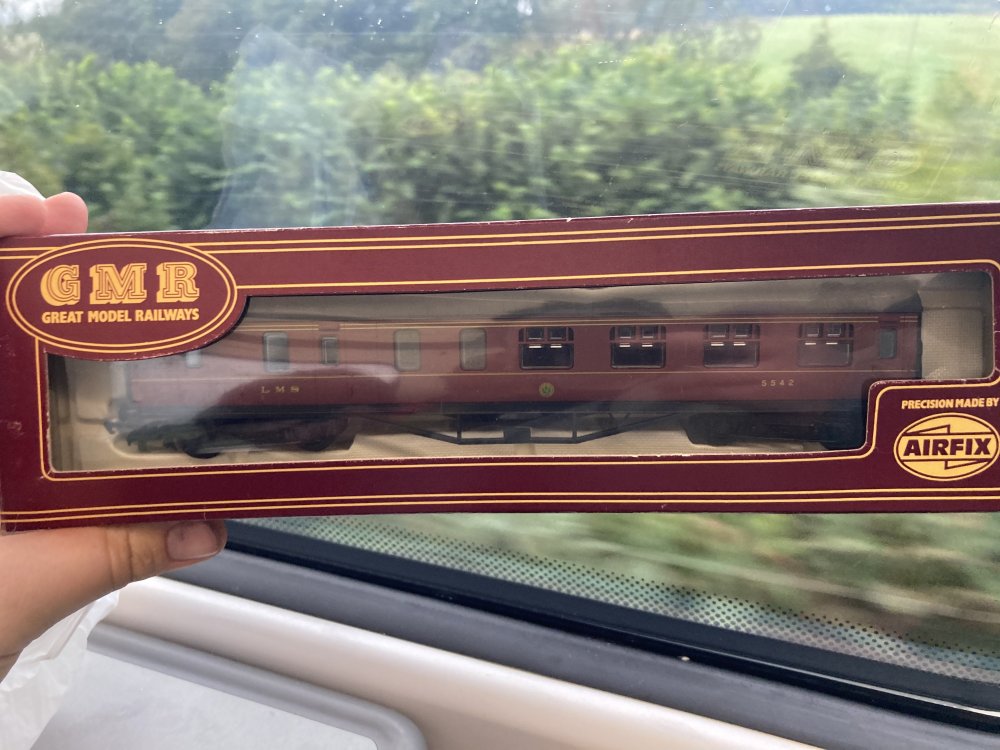 GMR
GREAT MODEL RAILWAYS
LMS
5542
PRECISION MADE BY
AIRFIX